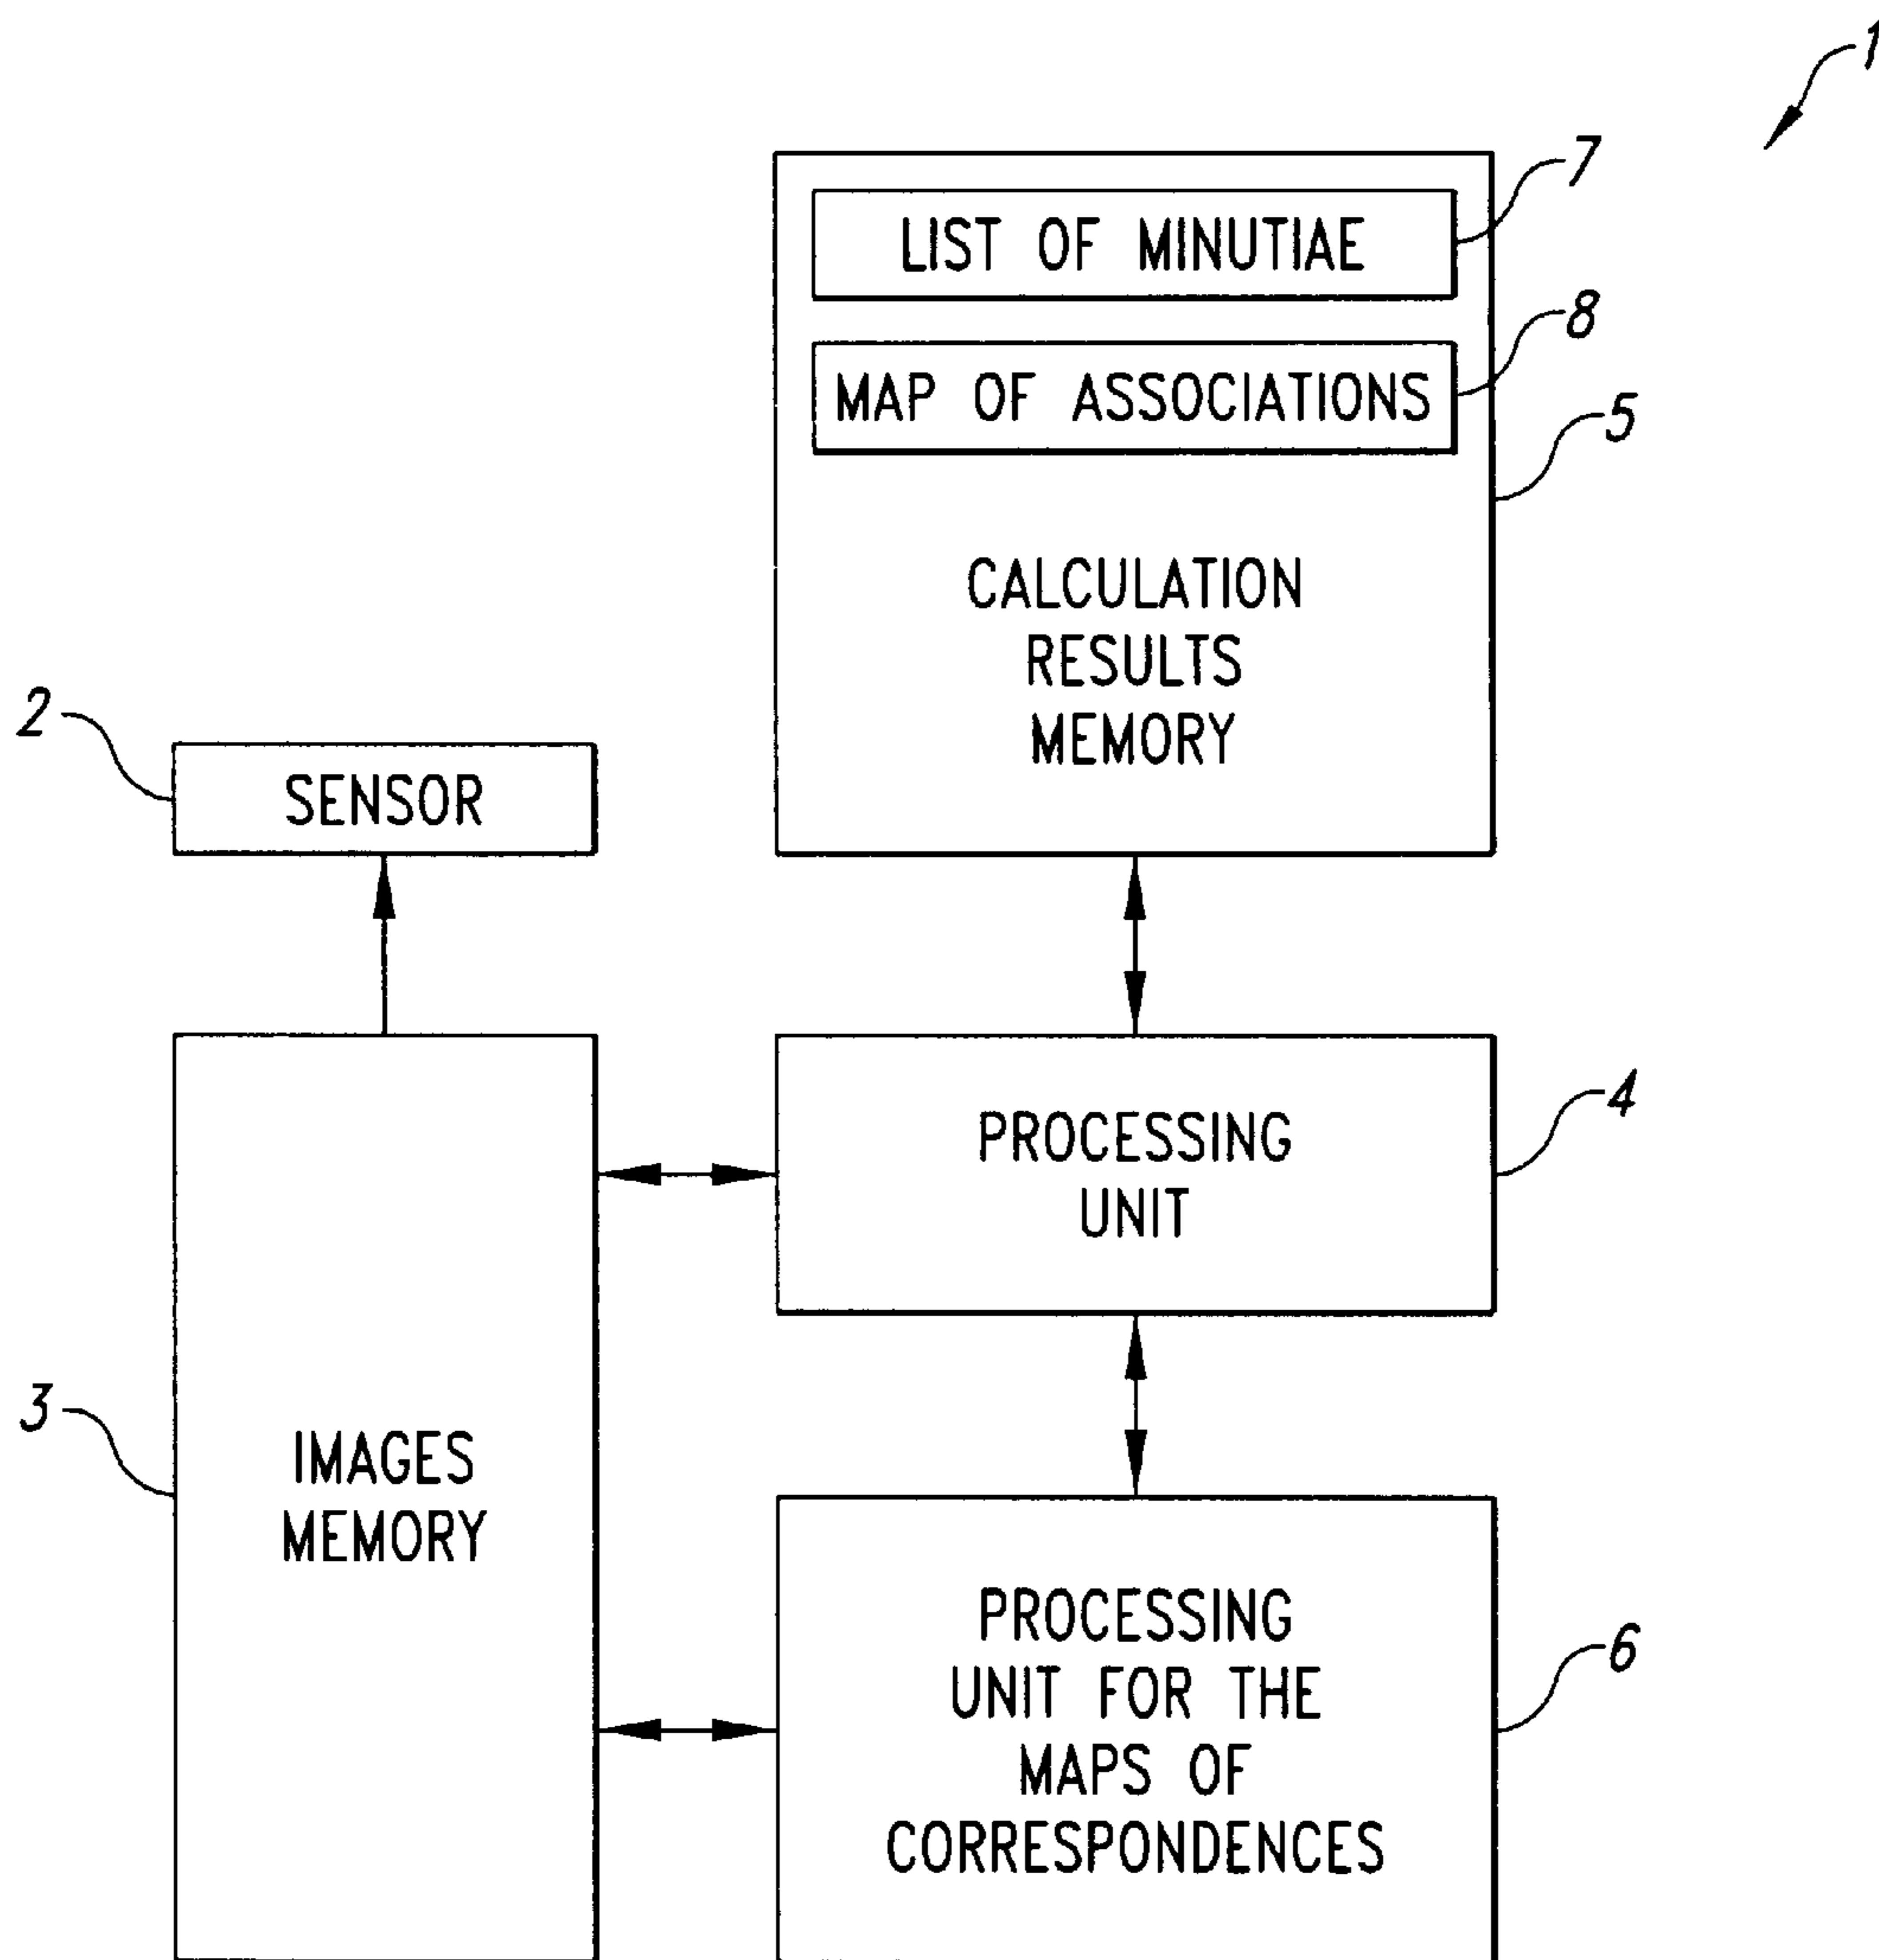 1
7
LIST OF MINUTIAE
8
MAP OF ASSOCIATIONS
5
CALCULATION
RESULTS
MEMORY
2
SENSOR
4
PROCESSING
UNIT
3
IMAGES
MEMORY
PROCESSING
UNIT FOR THE
MAPS OF
CORRESPONDENCES
6